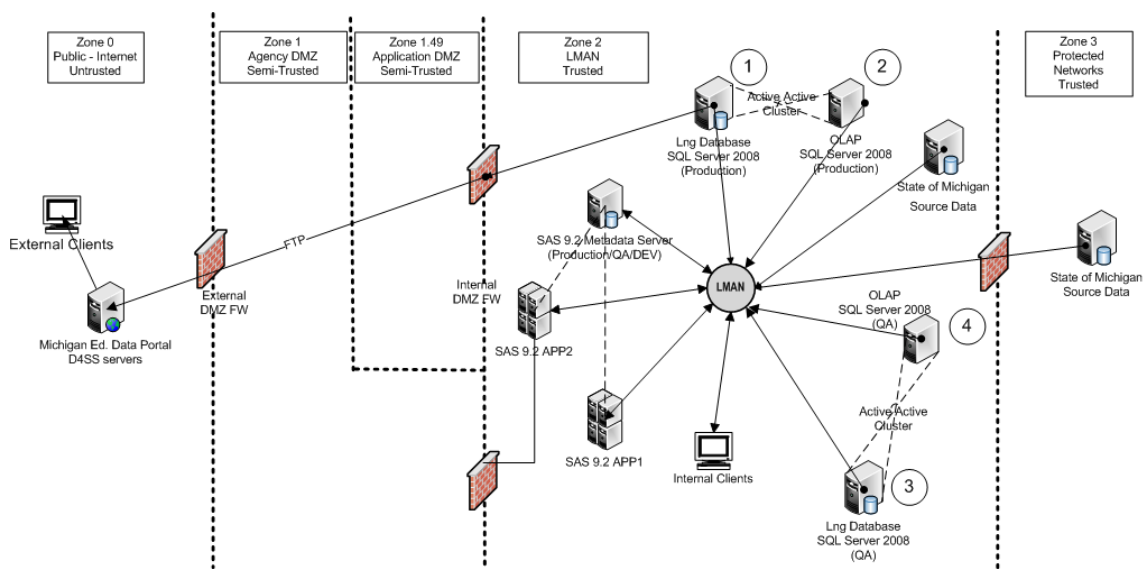 Zone 0
Public - Internet
Untrusted
Zone 1
Agency DMZ
Semi-Trusted
Zone 1.49
Application DMZ
Semi-Trusted
Zone 2
LMAN
Trusted
Zone 3
Protected
Networks
Trusted
1
2
Active Active
Cluster
Lng Database
SQL Server 2008
(Production)
OLAP
SQL Server 2008
(Production)
State of Michigan
Source Data
SAS 9.2 Metadata Server
(Production/QA/DEV)
External Clients
FTP
External
DMZ FW
Internal
DMZ FW
LMAN
State of Michigan
Source Data
Michigan Ed. Data Portal
D4SS servers
SAS 9.2 APP2
OLAP
SQL Server 2008
(QA)
4
SAS 9.2 APP1
Internal Clients
Active Active
Cluster
3
Lng Database
SQL Server 2008
(QA)